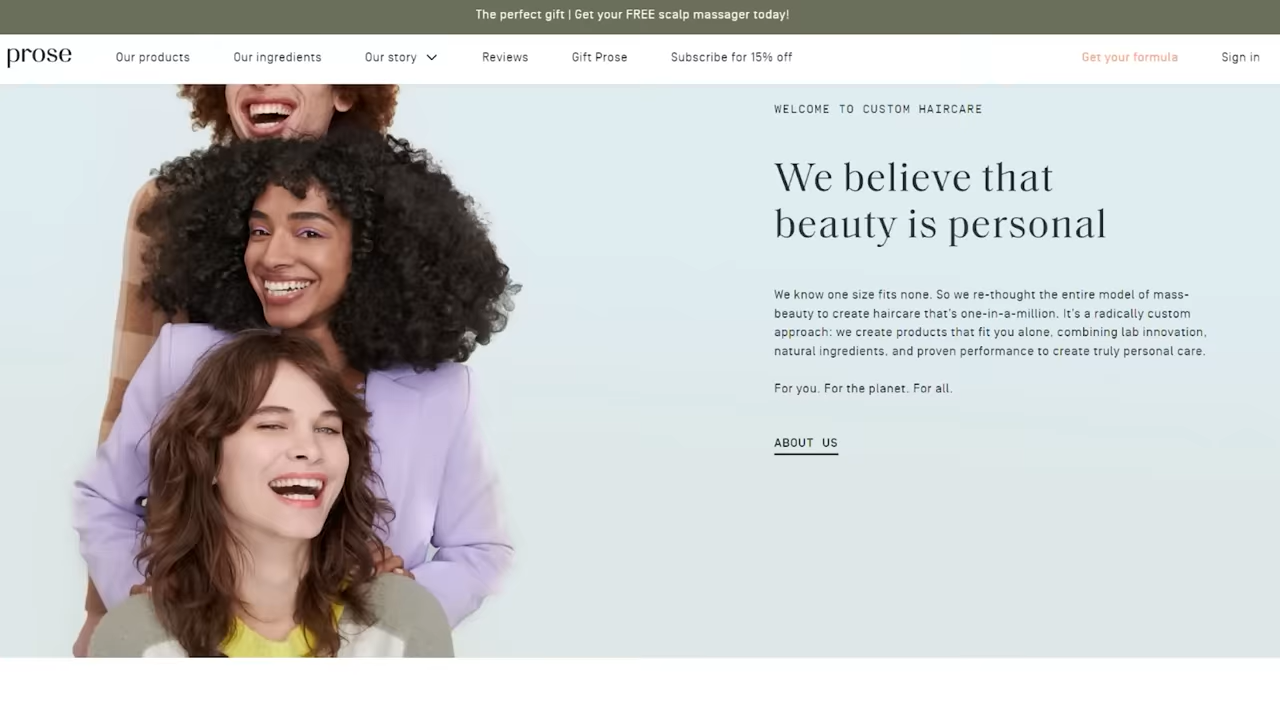 The perfect gift | Get your FREE scalp massager today!
prose
Our products
Our ingredients
Our story
Reviews
Gift Prose
Subscribe for 15% off
Get your formula
Sign in
WELCOME TO CUSTOM HAIRCARE
We believe that
beauty is personal
We know one size fits none. So we re-thought the entire model of mass-
beauty to create haircare that's one-in-a-million. It's a radically custom
approach: we create products that fit you alone, combining lab innovation,
natural ingredients, and proven performance to create truly personal care.
For you. For the planet. For all.
ABOUT US